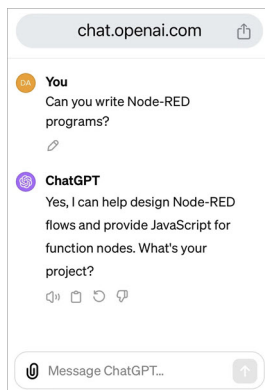 chat.openai.com
DA
You
Can you write Node-RED
programs?
ChatGPT
Yes, I can help design Node-RED
flows and provide JavaScript for
function nodes. What's your
project?
Message ChatGPT...